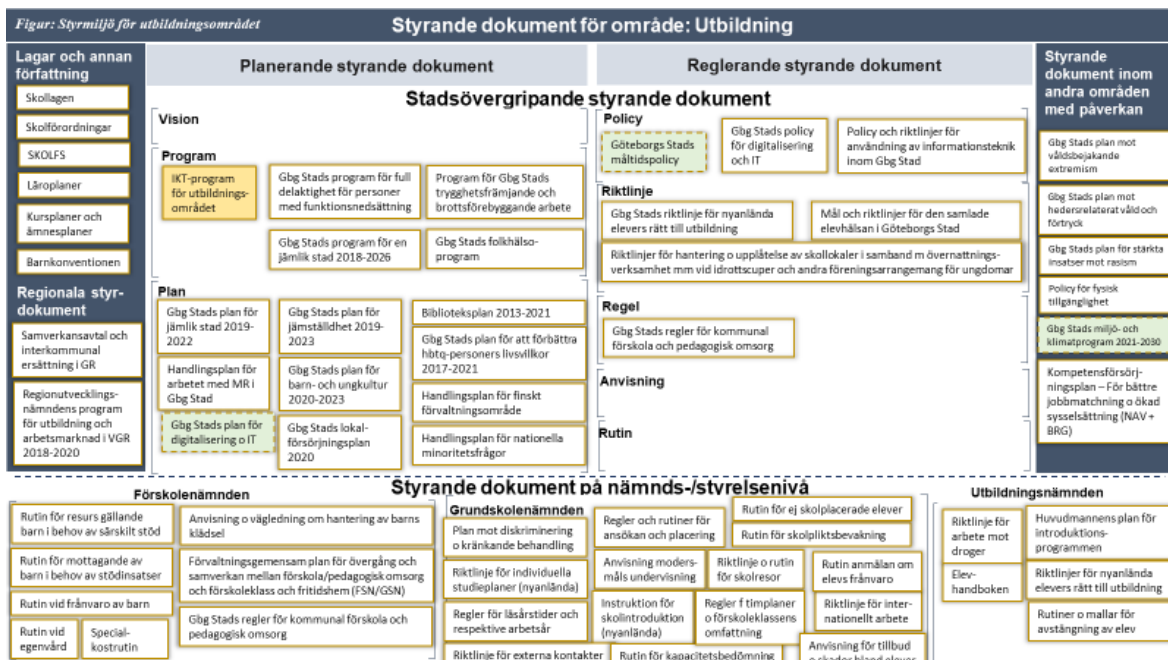 Figur: Styrmiljö för utbildningsområdet
Styrande dokument för område: Utbildning
Lagar och annan
författning
Skollagen
Skolförordningar
SKOLFS
Läroplaner
Kursplaner och
ämnesplaner
Barnkonventionen
Regionala styr-
dokument
Samverkansavtal och
interkommunal
ersättning i GR
Regionutvecklings-
nämndens program
för utbildning och
arbetsmarknad i VGR
2018-2020
Planerande styrande dokument
Reglerande styrande dokument
Stadsövergripande styrande dokument
Vision
Program
IKT-program
för utbildnings-
området
Gbg Stads program för full
delaktighet för personer
med funktionsnedsättning
Program för Gbg Stads
trygghetsfrämjande och
brottsförebyggande arbete
Gbg Stads program för en
jämlik stad 2018-2026
Gbg Stads folkhälso-
program
Plan
Gbg Stads plan för
jämlik stad 2019-
2022
Gbg Stads plan för
jämställdhet 2019-
2023
Biblioteksplan 2013-2021
Gbg Stads plan för att förbättra
hbtq-personers livsvillkor
2017-2021
Handlingsplan för
arbetet med MR i
Gbg Stad
Gbg Stads plan för
barn- och ungkultur
2020-2023
Handlingsplan för finskt
förvaltningsområde
Gbg Stads plan för
digitalisering o IT
Gbg Stads lokal-
försörjningsplan
2020
Handlingsplan för nationella
minoritetsfrågor
Policy
Göteborgs Stads
måltidspolicy
Gbg Stads policy
för digitalisering
och IT
Policy och riktlinjer för
användning av informationsteknik
inom Gbg Stad
Riktlinje
Gbg Stads riktlinje för nyanlända
elevers rätt till utbildning
Mål och riktlinjer för den samlade
elevhälsan i Göteborgs Stad
Riktlinjer för hantering o upplåtelse av skollokaler i samband m övernattnings-
verksamhet mm vid idrottscuper och andra föreningsarrangemang för ungdomar
Regel
Gbg Stads regler för kommunal
förskola och pedagogisk omsorg
Anvisning
Rutin
Styrande
dokument inom
andra områden
med påverkan
Gbg Stads plan mot
våldsbejakande
extremism
Gbg Stads plan mot
hedersrelaterat våld och
förtryck
Gbg Stads plan för stärkta
insatser mot rasism
Policy för fysisk
tillgänglighet
Gbg Stads miljö- och
klimatprogram 2021-2030
Kompetensförsörj-
ningsplan – För bättre
jobbmatchning o ökad
sysselsättning (NAV +
BRG)
Styrande dokument på nämnds-/styrelsenivå
Förskolenämnden
Rutin för resurs gällande
barn i behov av särskilt stöd
Rutin för mottagande av
barn i behov av stödinsatser
Rutin vid frånvaro av barn
Rutin vid
egenvård
Special-
kostrutin
Anvisning o vägledning om hantering av barns
klädsel
Förvaltningsgemensam plan för övergång och
samverkan mellan förskola/pedagogisk omsorg
och förskoleklass och fritidshem (FSN/GSN)
Gbg Stads regler för kommunal förskola och
pedagogisk omsorg
Grundskolenämnden
Plan mot diskriminering
o kränkande behandling
Riktlinje för individuella
studieplaner (nyanlända)
Regler för läsårstider och
respektive arbetsår
Riktlinje för externa kontakter
Regler och rutiner för
ansökan och placering
Anvisning moders-
måls undervisning
Riktlinje o rutin
för skolresor
Instruktion för
skolintroduktion
(nyanlända)
Regler f timplaner
o förskoleklassens
omfattning
Rutin för kapacitetsbedömning
Rutin för ej skolplacerade elever
Rutin för skolpliktsbevakning
Rutin anmälan om
elevs frånvaro
Riktlinje för inter-
nationellt arbete
Anvisning för tillbud
o skador bland elever
Utbildningsnämnden
Riktlinje för
arbete mot
droger
Elev-
handboken
Huvudmannens plan för
introduktions-
programmen
Riktlinjer för nyanlända
elevers rätt till utbildning
Rutiner o mallar för
avstängning av elev